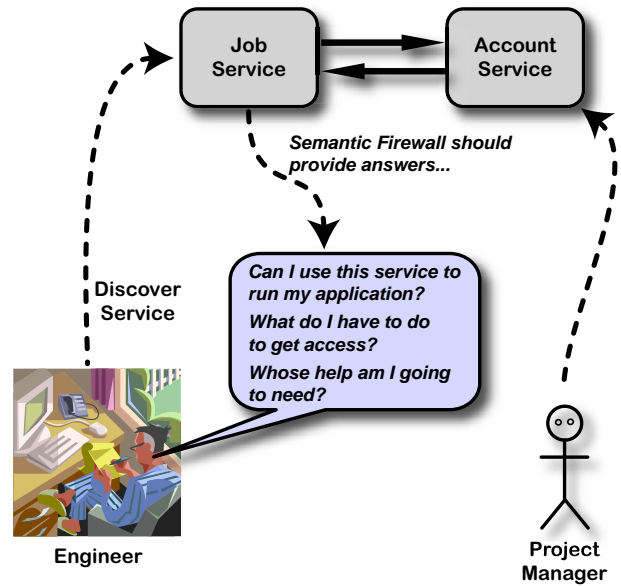 Job
Service
Account
Service
Semantic Firewall should
provide answers...
Discover
Service
Can I use this service to
run my application?
What do I have to do
to get access?
Whose help am I going
to need?
Engineer
Project
Manager